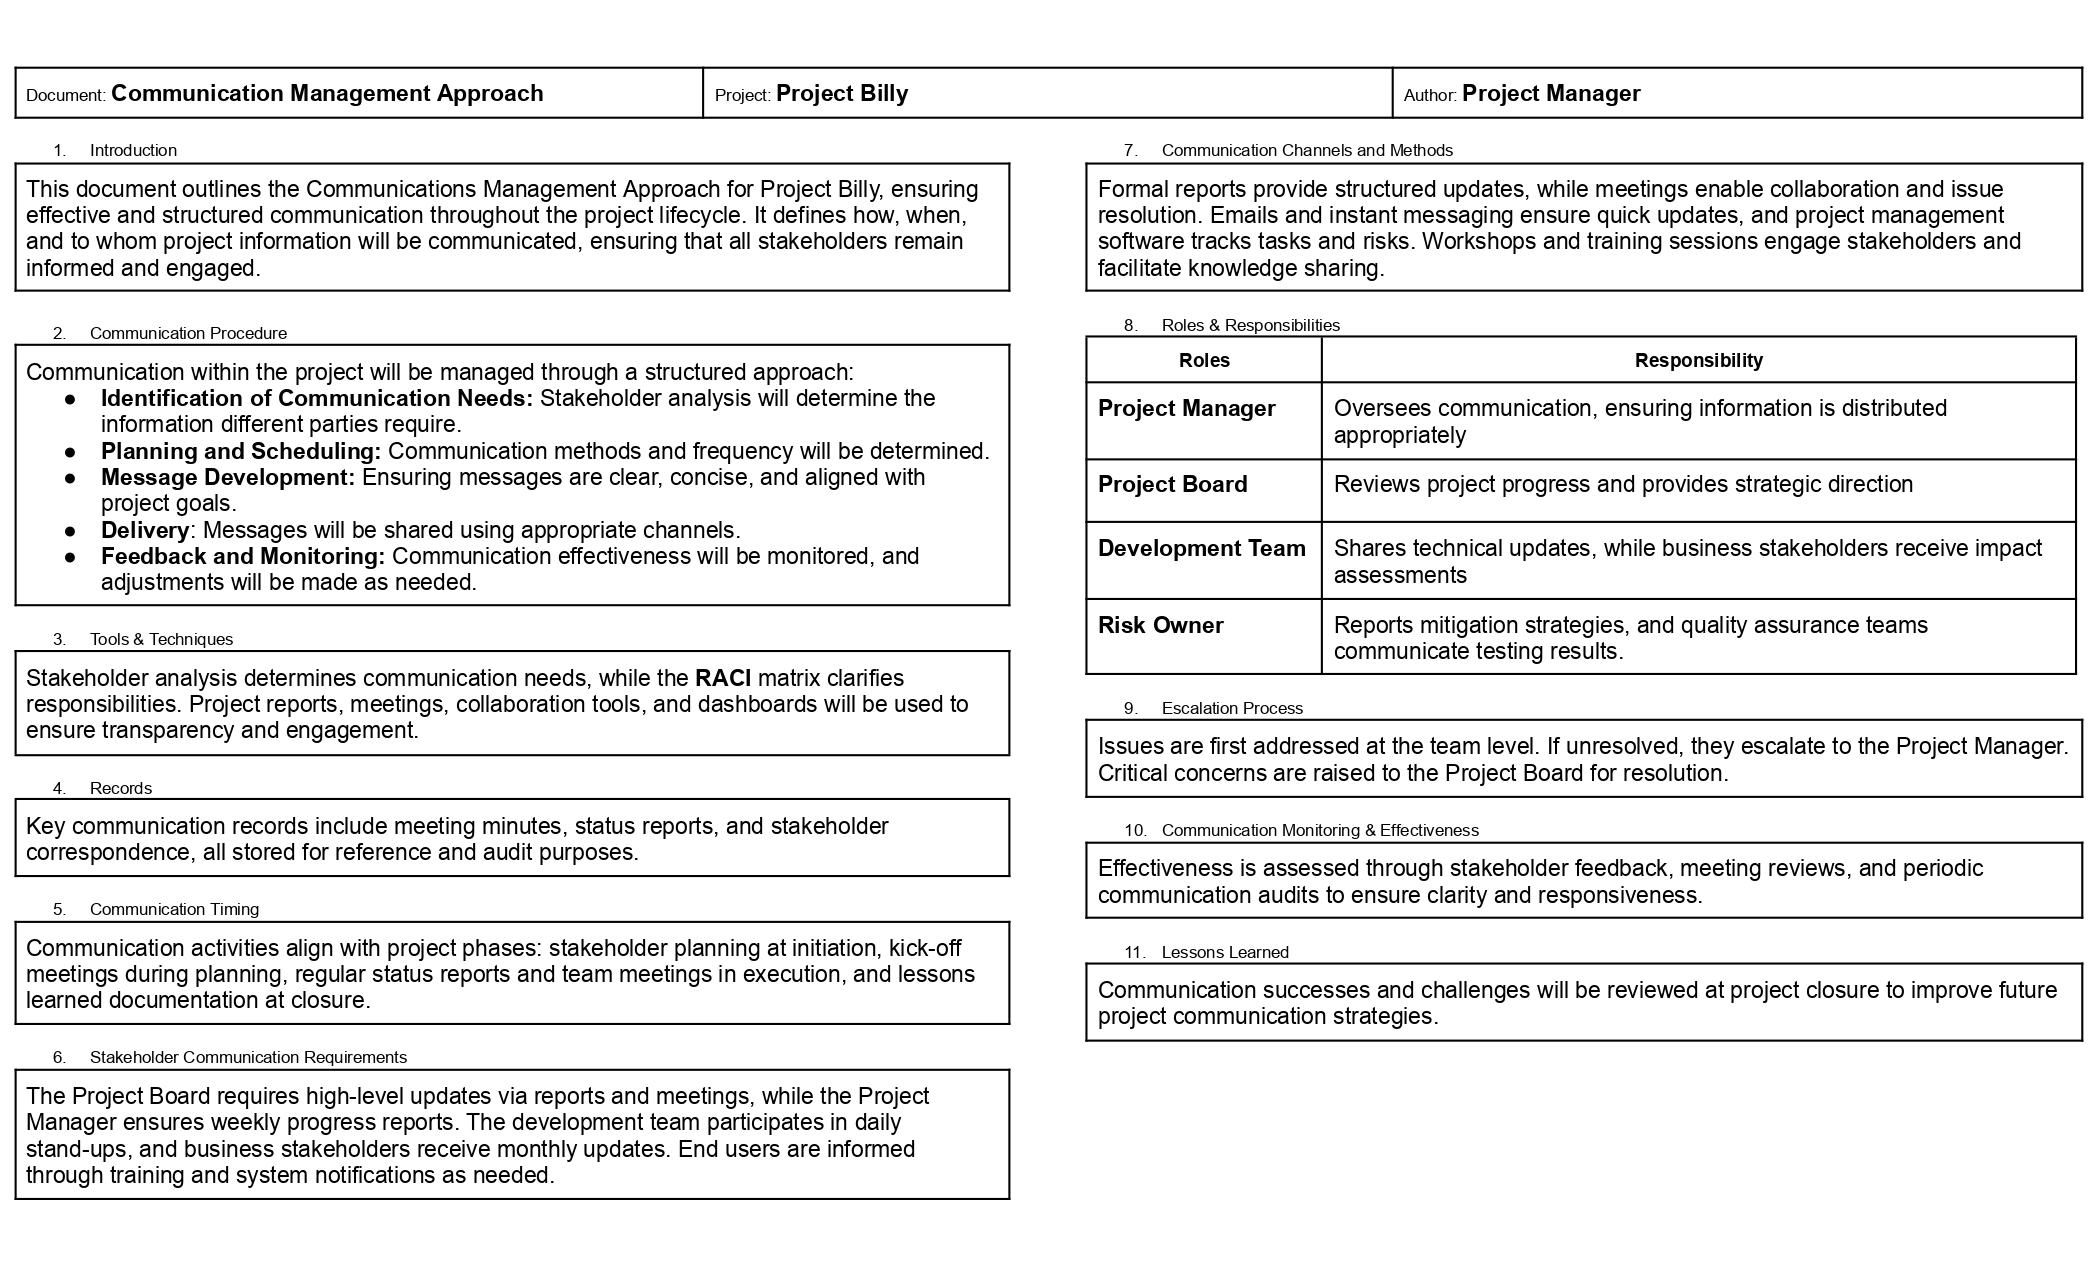 Document: Communication Management Approach
Project: Project Billy
Author: Project Manager
1. Introduction
This document outlines the Communications Management Approach for Project Billy, ensuring
effective and structured communication throughout the project lifecycle. It defines how, when,
and to whom project information will be communicated, ensuring that all stakeholders remain
informed and engaged.
2. Communication Procedure
Communication within the project will be managed through a structured approach:
● Identification of Communication Needs: Stakeholder analysis will determine the
information different parties require.
● Planning and Scheduling: Communication methods and frequency will be determined.
● Message Development: Ensuring messages are clear, concise, and aligned with
project goals.
● Delivery: Messages will be shared using appropriate channels.
● Feedback and Monitoring: Communication effectiveness will be monitored, and
adjustments will be made as needed.
3. Tools & Techniques
Stakeholder analysis determines communication needs, while the RACI matrix clarifies
responsibilities. Project reports, meetings, collaboration tools, and dashboards will be used to
ensure transparency and engagement.
4. Records
Key communication records include meeting minutes, status reports, and stakeholder
correspondence, all stored for reference and audit purposes.
5. Communication Timing
Communication activities align with project phases: stakeholder planning at initiation, kick-off
meetings during planning, regular status reports and team meetings in execution, and lessons
learned documentation at closure.
6. Stakeholder Communication Requirements
The Project Board requires high-level updates via reports and meetings, while the Project
Manager ensures weekly progress reports. The development team participates in daily
stand-ups, and business stakeholders receive monthly updates. End users are informed
through training and system notifications as needed.
7. Communication Channels and Methods
Formal reports provide structured updates, while meetings enable collaboration and issue
resolution. Emails and instant messaging ensure quick updates, and project management
software tracks tasks and risks. Workshops and training sessions engage stakeholders and
facilitate knowledge sharing.
8. Roles & Responsibilities
Roles
Responsibility
Project Manager
Oversees communication, ensuring information is distributed
appropriately
Project Board
Reviews project progress and provides strategic direction
Development Team
Shares technical updates, while business stakeholders receive impact
assessments
Risk Owner
Reports mitigation strategies, and quality assurance teams
communicate testing results.
9. Escalation Process
Issues are first addressed at the team level. If unresolved, they escalate to the Project Manager.
Critical concerns are raised to the Project Board for resolution.
10. Communication Monitoring & Effectiveness
Effectiveness is assessed through stakeholder feedback, meeting reviews, and periodic
communication audits to ensure clarity and responsiveness.
11. Lessons Learned
Communication successes and challenges will be reviewed at project closure to improve future
project communication strategies.